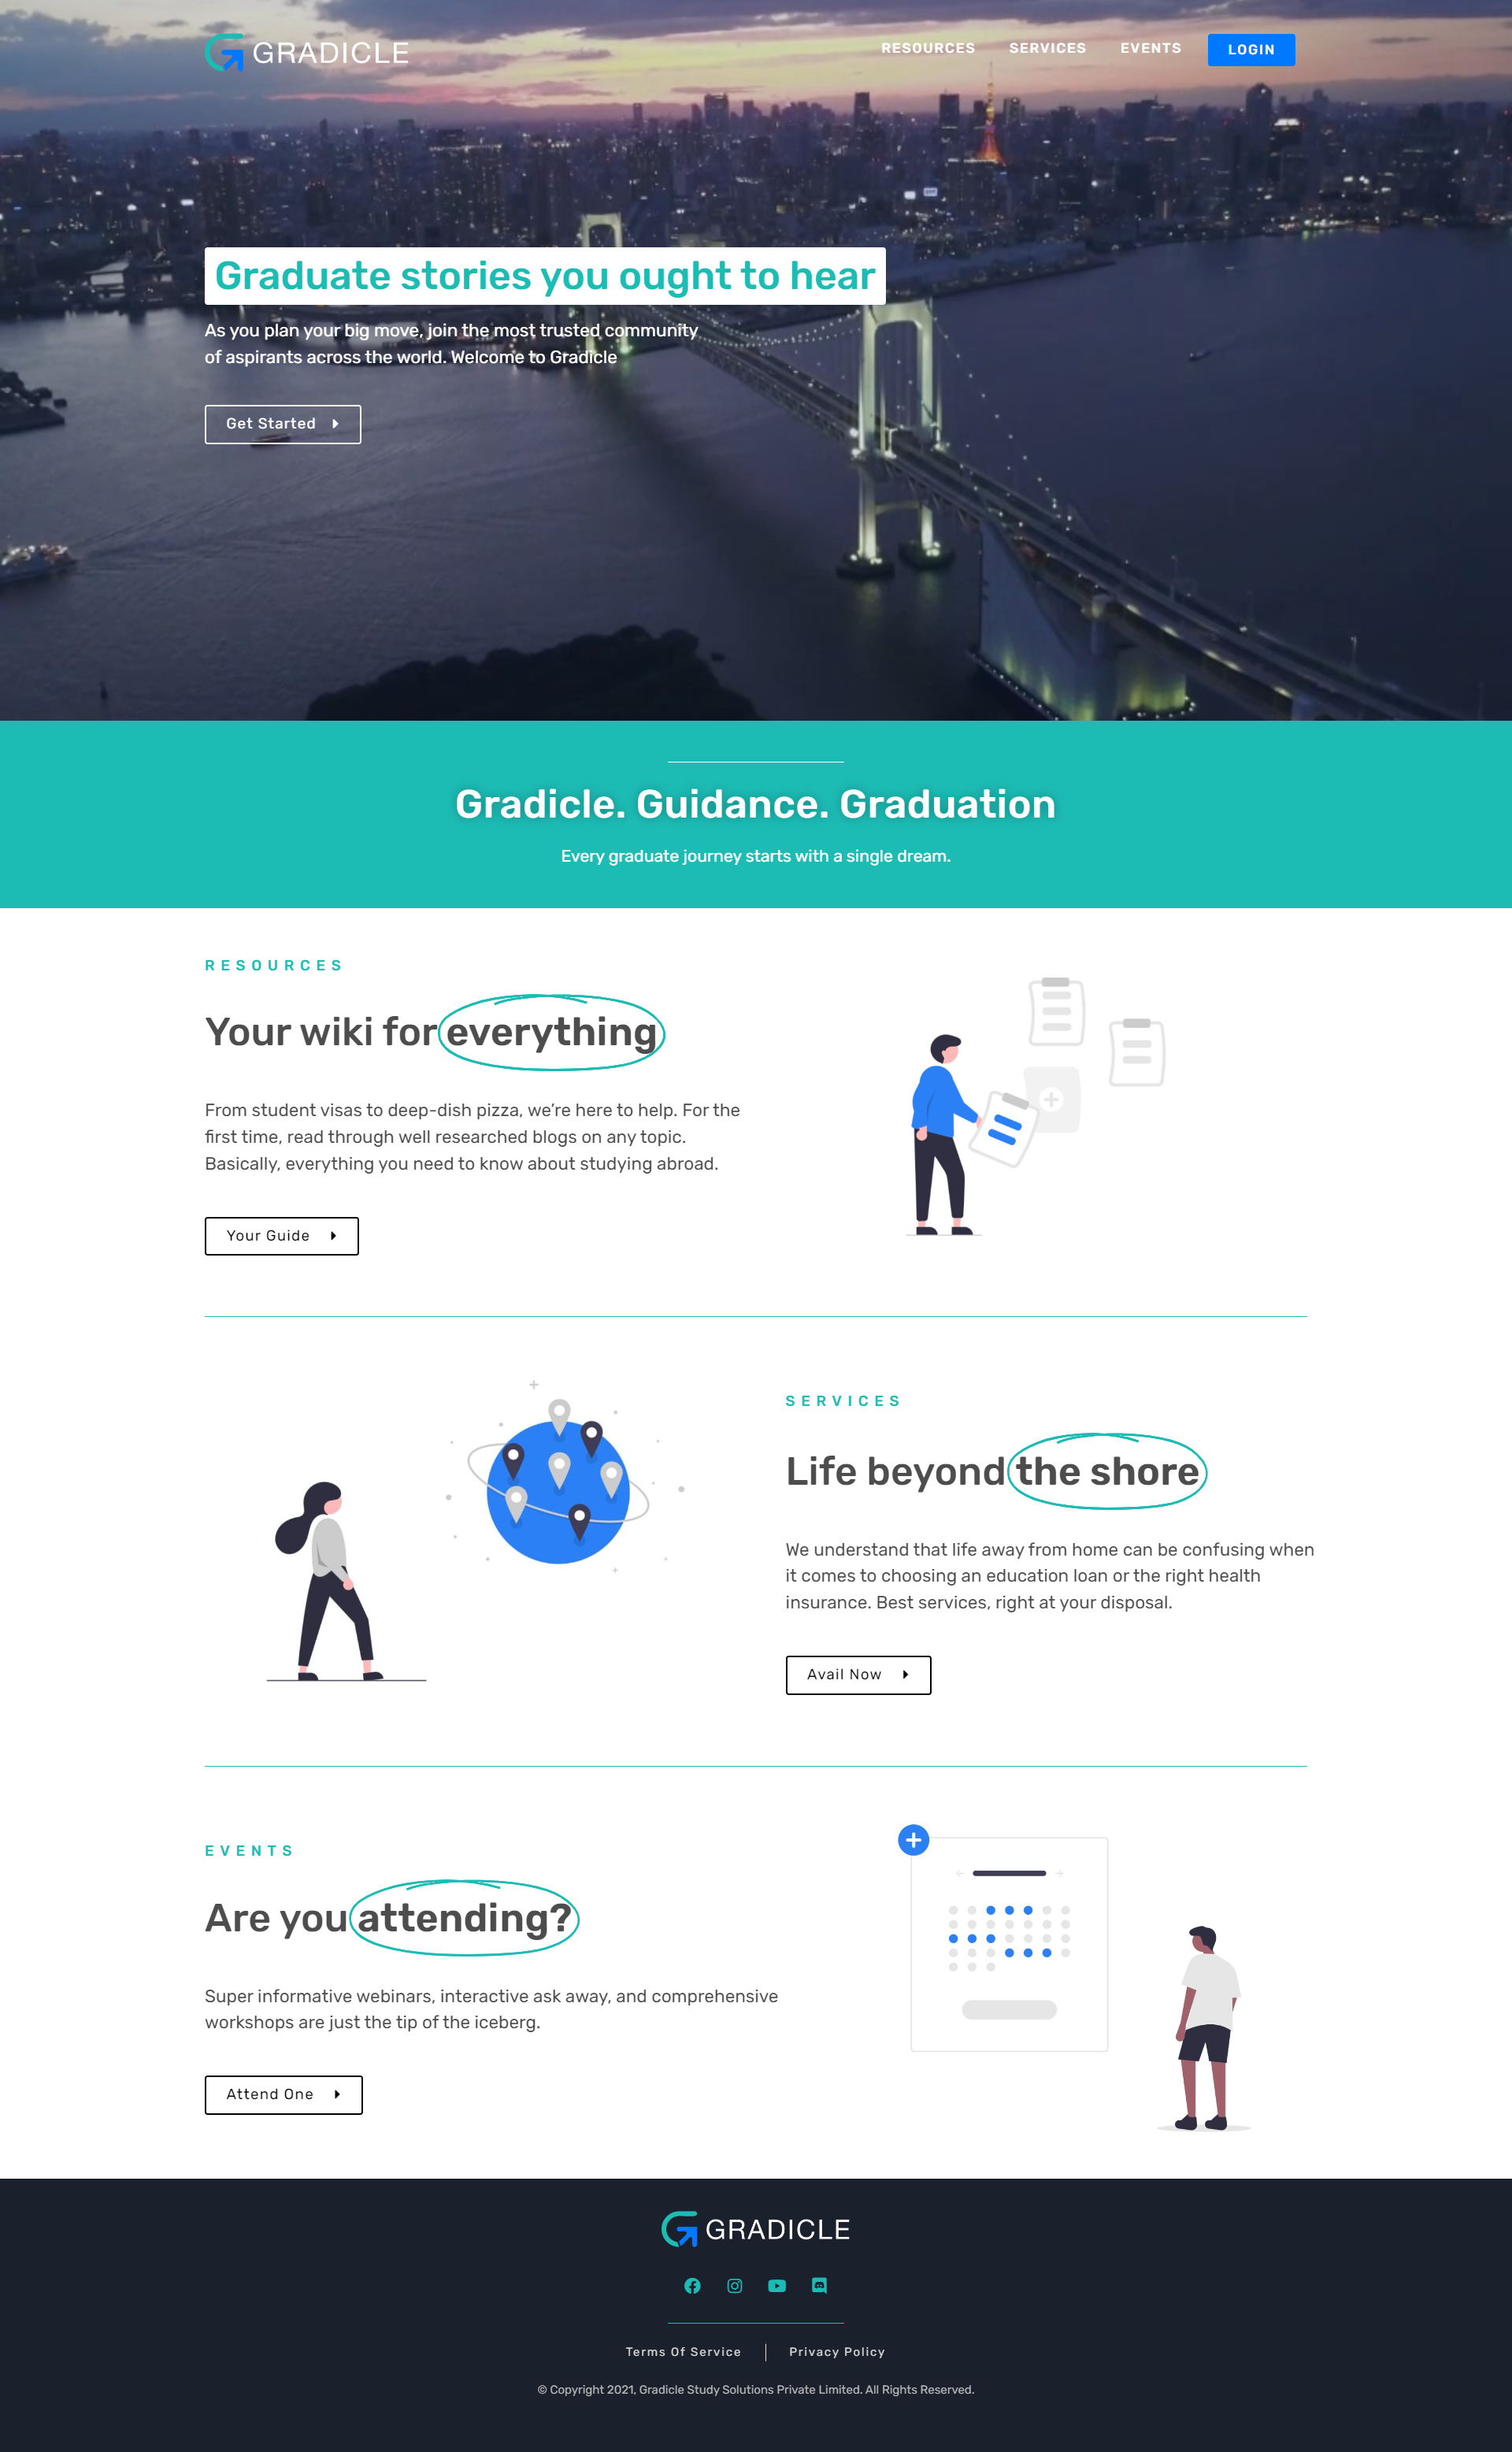 GRADICLE
RESOURCES SERVICES EVENTS LOGIN
Graduate stories you ought to hear
As you plan your big move, join the most trusted community
of aspirants across the world. Welcome to Gradicle
Get Started
Gradicle. Guidance. Graduation
Every graduate journey starts with a single dream.
RESOURCES
Your wiki for everything
From student visas to deep-dish pizza, we’re here to help. For the
first time, read through well researched blogs on any topic.
Basically, everything you need to know about studying abroad.
Your Guide
SERVICES
Life beyond the shore
We understand that life away from home can be confusing when
it comes to choosing an education loan or the right health
insurance. Best services, right at your disposal.
Avail Now
EVENTS
Are you attending?
Super informative webinars, interactive ask away, and comprehensive
workshops are just the tip of the iceberg.
Attend One
GRADICLE
Terms Of Service
Privacy Policy
© Copyright 2021, Gradicle Study Solutions Private Limited. All Rights Reserved.